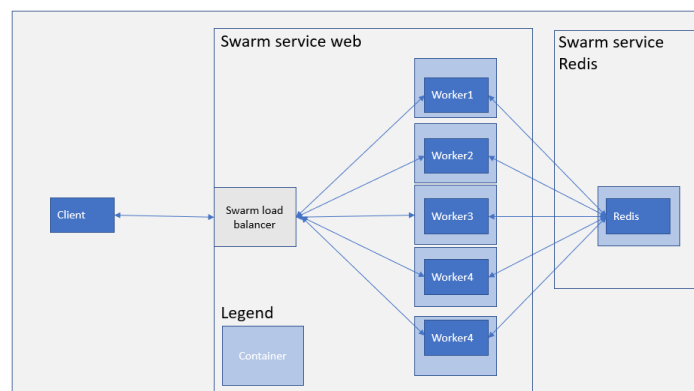 Swarm service web
Swarm service
Redis
Worker1
Worker2
Client
Swarm load
balancer
Worker3
Redis
Worker4
Legend
Container
Worker4